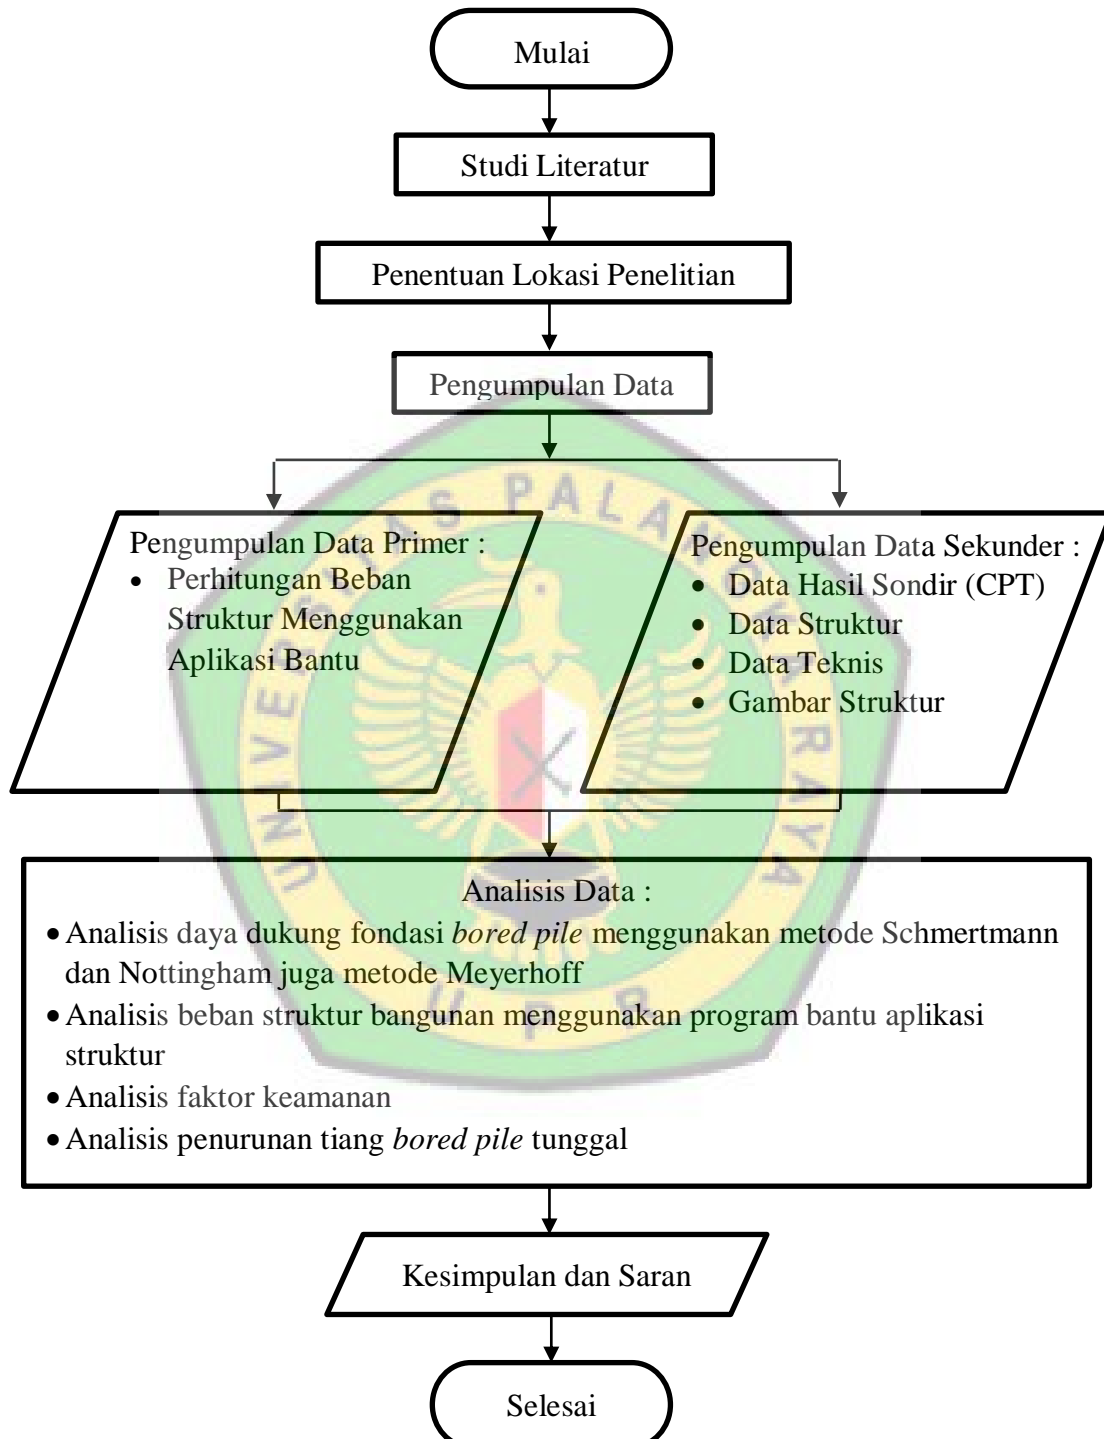 Mulai
Studi Literatur
Penentuan Lokasi Penelitian
Pengumpulan Data
Pengumpulan Data Primer :
• Perhitungan Beban
Struktur Menggunakan
Aplikasi Bantu
Pengumpulan Data Sekunder :
• Data Hasil Sondir (CPT)
• Data Struktur
• Data Teknis
• Gambar Struktur
UNIVERSITAS PALANGKA RAYA
Analisis Data :
• Analisis daya dukung fondasi bored pile menggunakan metode Schmertmann
dan Nottingham juga metode Meyerhoff
• Analisis beban struktur bangunan menggunakan program bantu aplikasi
struktur
• Analisis faktor keamanan
• Analisis penurunan tiang bored pile tunggal
U P R
Kesimpulan dan Saran
Selesai